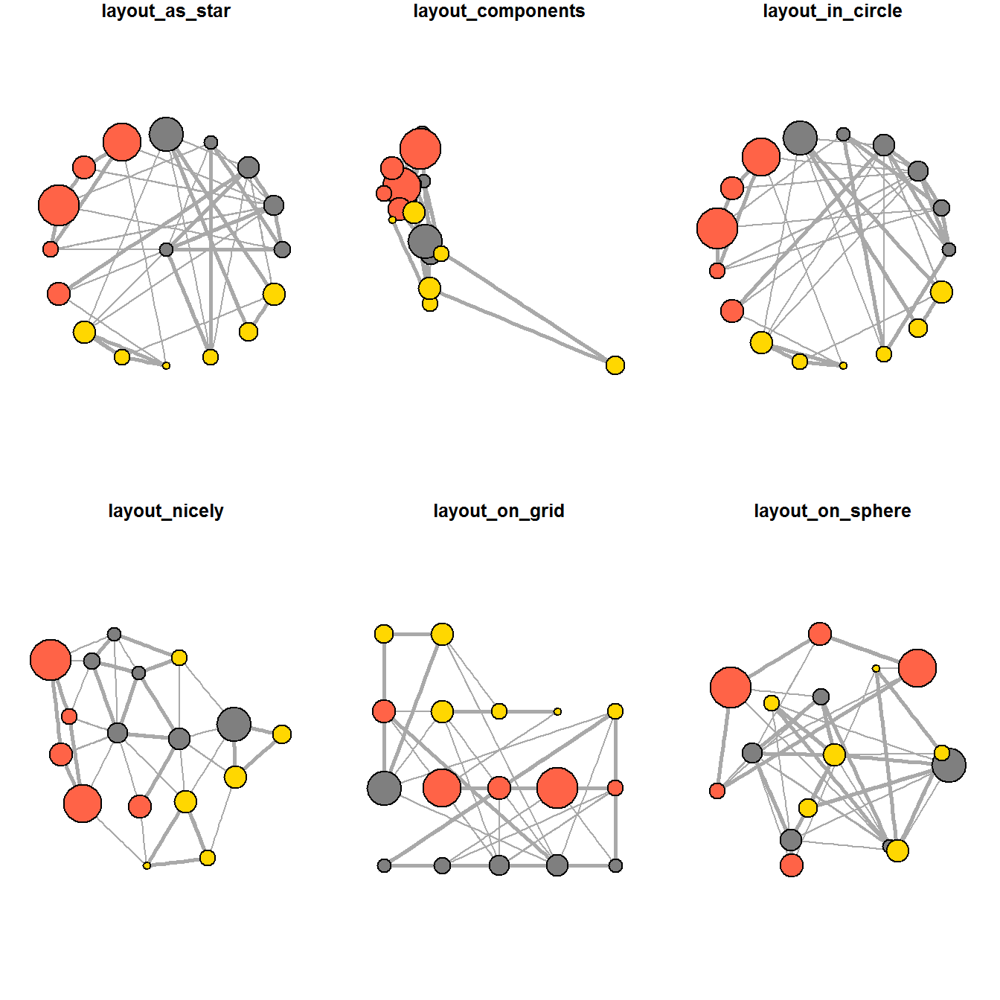 layout_as_star
layout_components
layout_in_circle
layout_nicely
layout_on_grid
layout_on_sphere